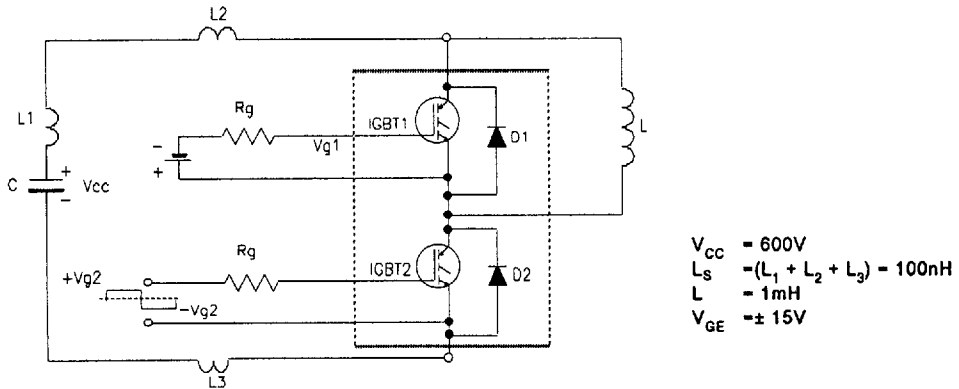 L2
L1
Rg
IGBT1
D1
L
-
Vg1
+
C
+
Vcc
-
Rg
IGBT2
D2
+Vg2
-Vg2
L3
VCC = 600V
LS =(L1 + L2 + L3) = 100nH
L = 1mH
VGE =± 15V